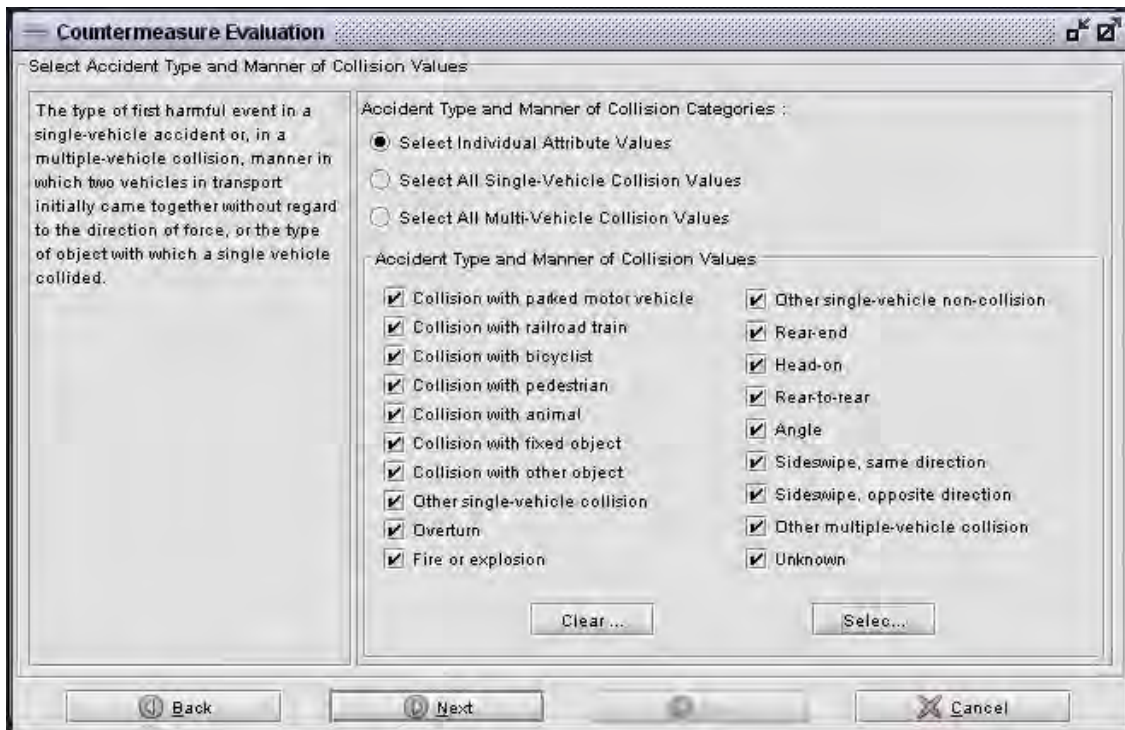 Countermeasure Evaluation
Select Accident Type and Manner of Collision Values
The type of first harmful event in a
single-vehicle accident or, in a
multiple-vehicle collision, manner in
which two vehicles in transport
initially came together without regard
to the direction of force, or the type
of object with which a single vehicle
collided.
Accident Type and Manner of Collision Categories :
Select Individual Attribute Values
Select All Single-Vehicle Collision Values
Select All Multi-Vehicle Collision Values
Accident Type and Manner of Collision Values
Collision with parked motor vehicle
Collision with railroad train
Collision with bicyclist
Collision with pedestrian
Collision with animal
Collision with fixed object
Collision with other object
Other single-vehicle collision
Overturn
Fire or explosion
Other single-vehicle non-collision
Rear-end
Head-on
Rear-to-rear
Angle
Sideswipe, same direction
Sideswipe, opposite direction
Other multiple-vehicle collision
Unknown
Clear ...
Selec...
Back
Next
Cancel